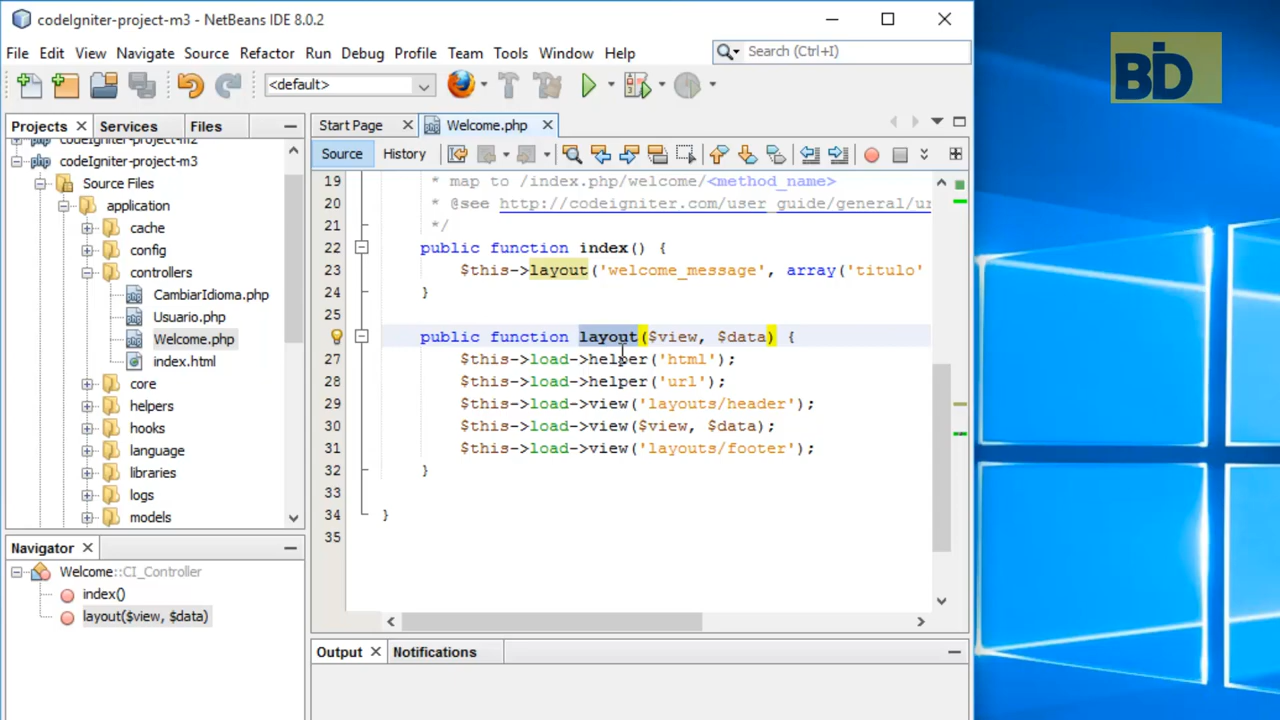 codeIgniter-project-m3 - NetBeans IDE 8.0.2
File Edit View Navigate Source Refactor Run Debug Profile Team Tools Window Help
Search (Ctrl+I)
BID
<default>
Projects Services Files
Start Page Welcome.php
codeIgniter-project-m2
codeIgniter-project-m3
Source Files
application
cache
config
controllers
CambiarIdioma.php
Usuario.php
Welcome.php
index.html
core
helpers
hooks
language
libraries
logs
models
Source History
19 * map to /index.php/welcome/<method_name>
20 * @see http://codeigniter.com/user_guide/general/ur
21 */
22 public function index() {
23 $this->layout('welcome_message', array('titulo'
24 }
25
public function layout($view, $data) {
27 $this->load->helper('html');
28 $this->load->helper('url');
29 $this->load->view('layouts/header');
30 $this->load->view($view, $data);
31 $this->load->view('layouts/footer');
32 }
33
34 }
35
Navigator
Welcome::CI_Controller
index()
layout($view, $data)
Output Notifications